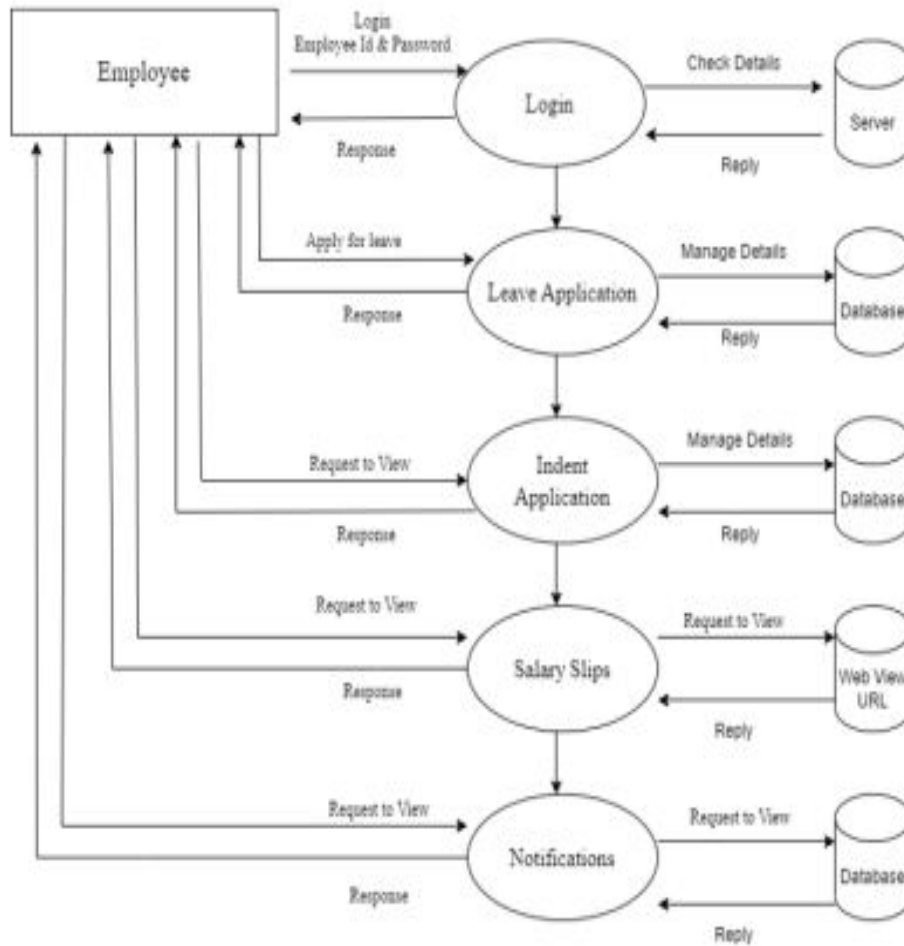 Login
Employee Id & Password
Employee
Login
Check Details
Server
Response
Reply
Apply for leave
Leave Application
Manage Details
Database
Response
Reply
Request to View
Indent
Application
Manage Details
Database
Response
Reply
Request to View
Salary Slips
Request to View
Web View
URL
Response
Reply
Request to View
Notifications
Request to View
Database
Response
Reply